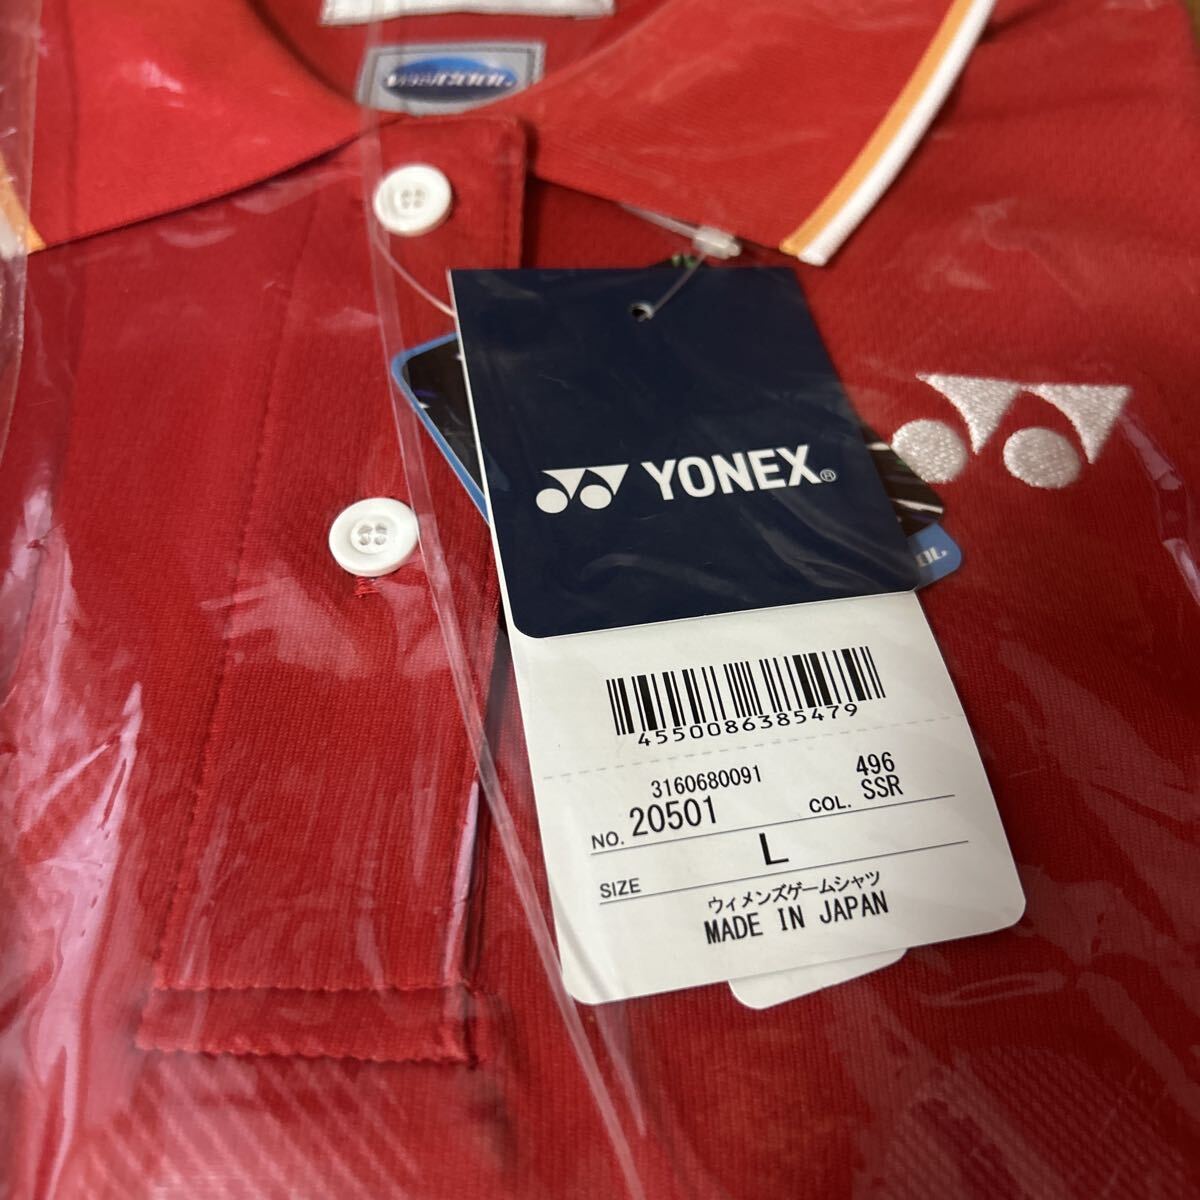 VERYCOOL
YONEX®
4550086385479
3160680091
496
NO. 20501
COL. SSR
SIZE L
ウィメンズゲームシャツ
MADE IN JAPAN